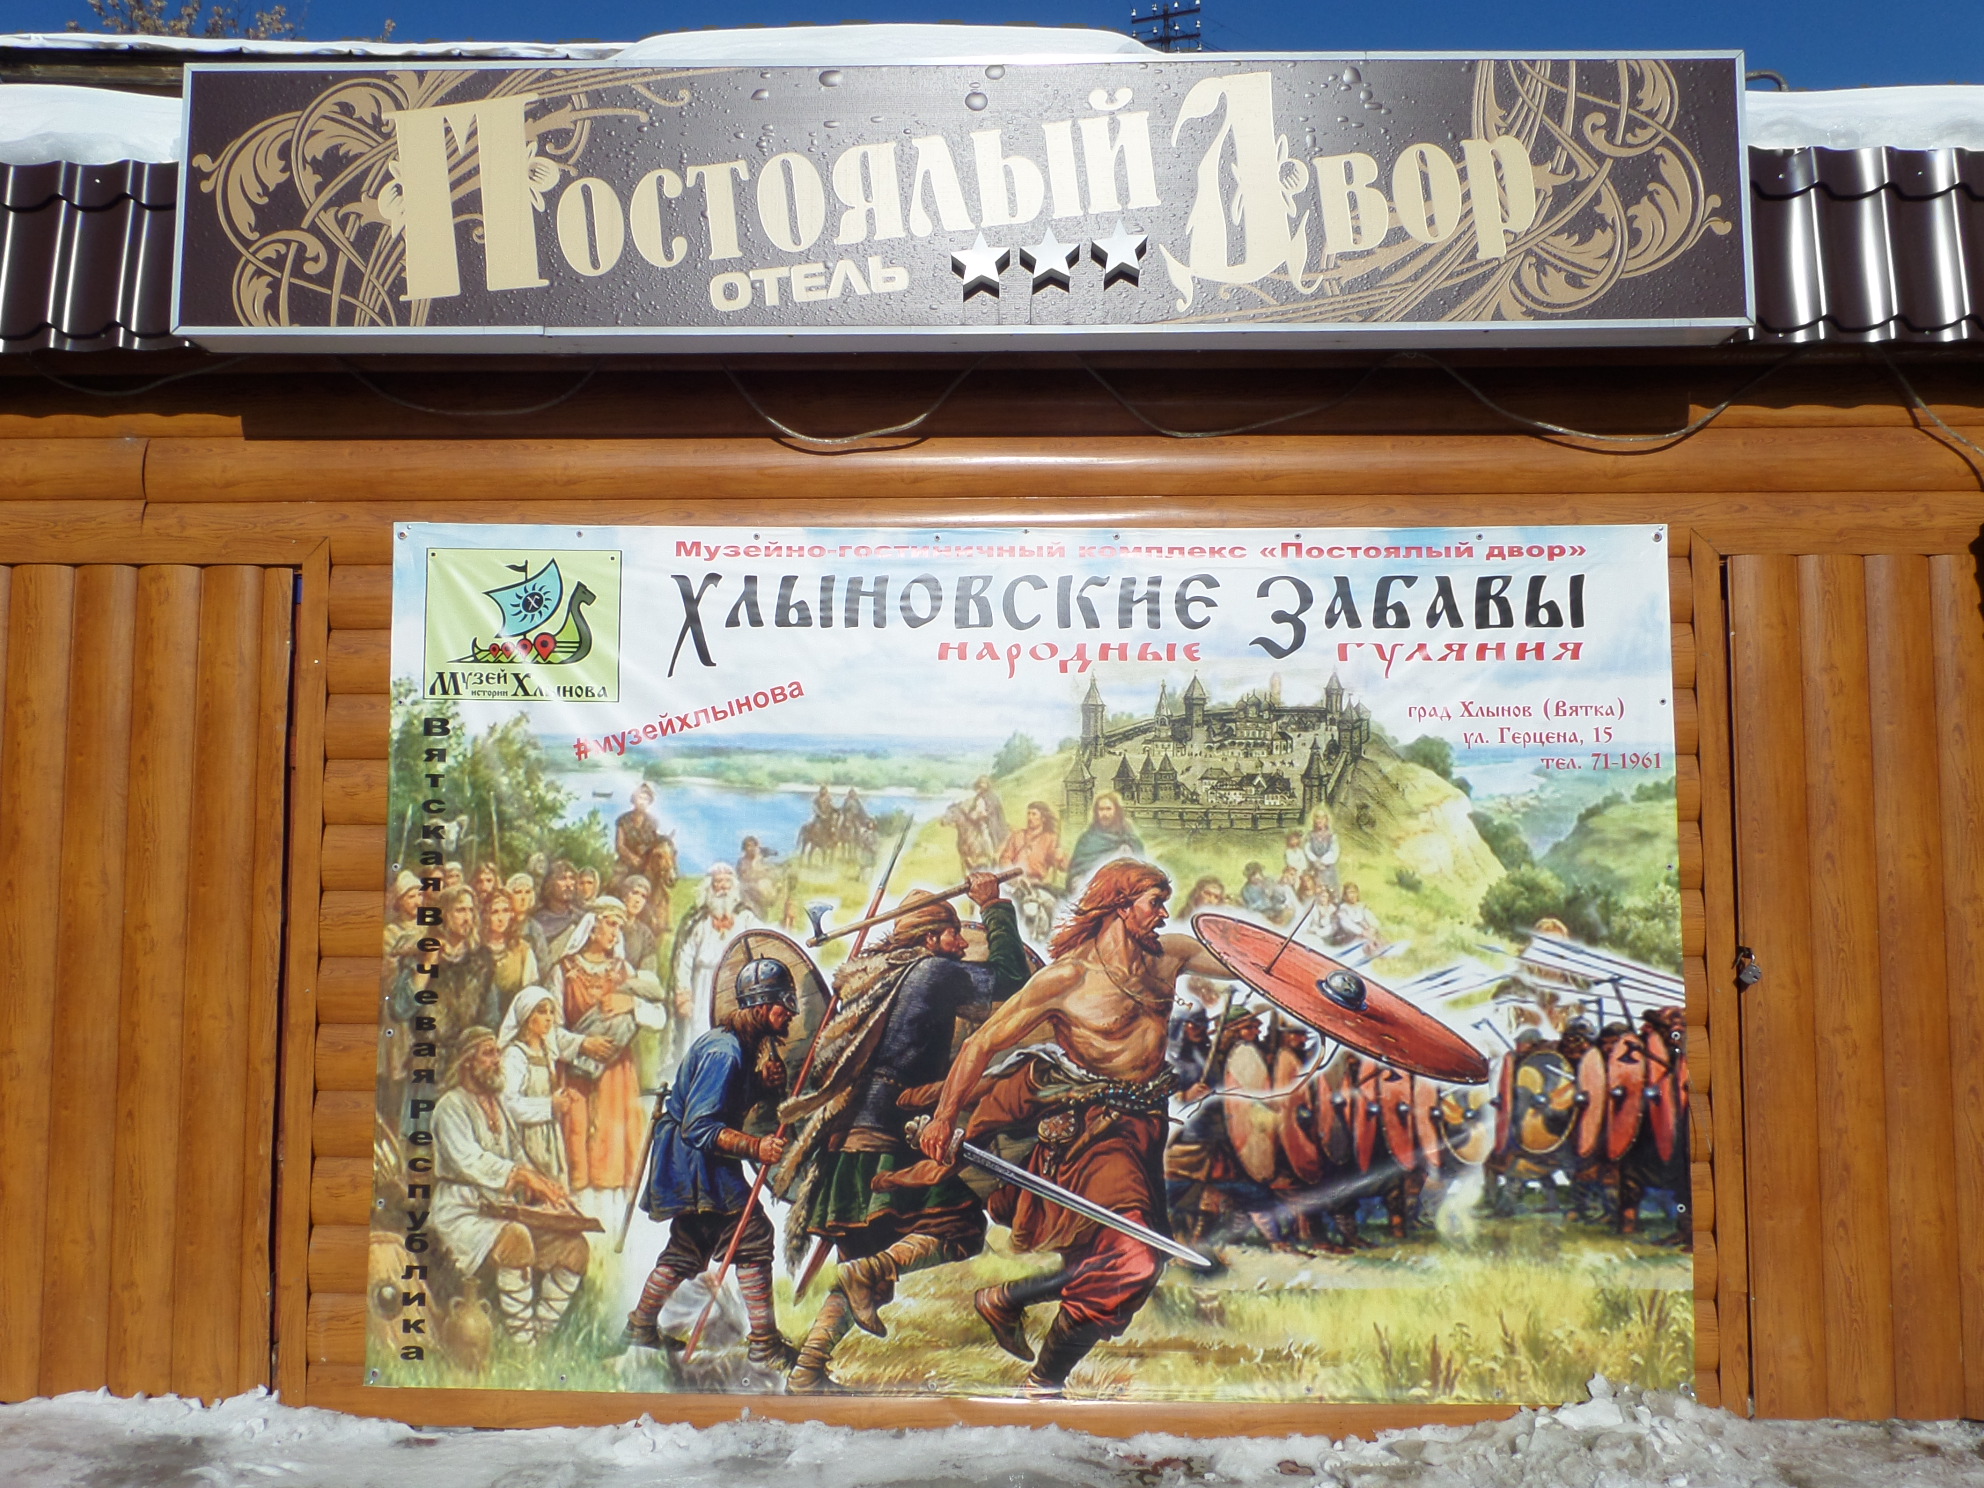 Постоялый Двор
отель
Музейно-гостиничный комплекс «Постоялый двор»
Хлыновские Забавы
народные гуляния
Музей
истории Хлынова
#музейхлынова
град Хлынов (Вятка)
ул. Герцена, 15
тел. 71-1961
Вятская Вечевая Республика